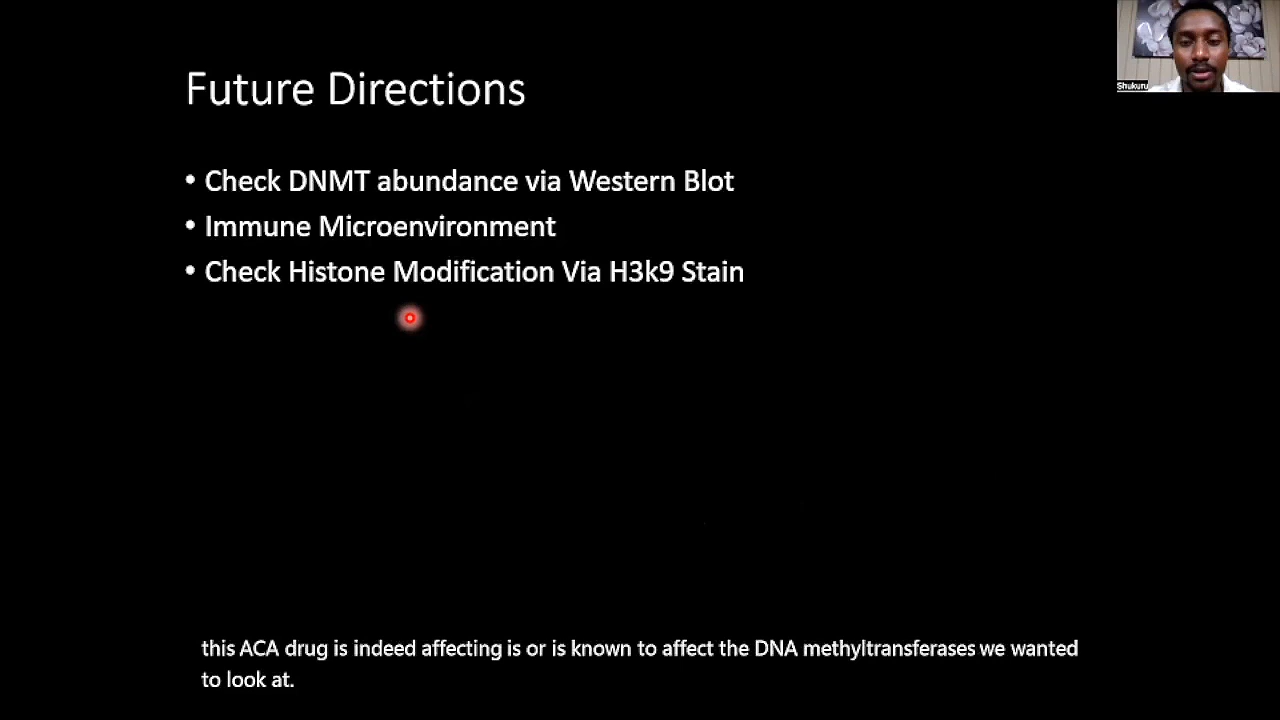 Future Directions
Shukuru
• Check DNMT abundance via Western Blot
• Immune Microenvironment
• Check Histone Modification Via H3k9 Stain
this ACA drug is indeed affecting is or is known to affect the DNA methyltransferases we wanted
to look at.